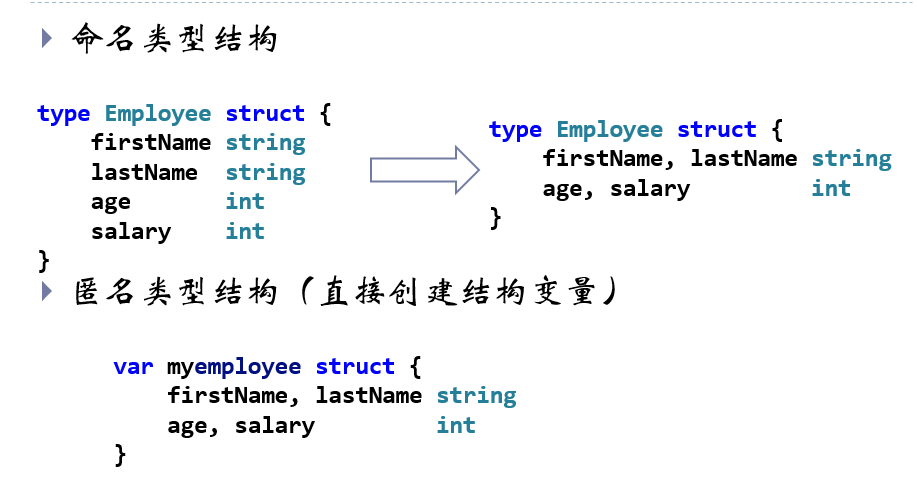 命名类型结构
type Employee struct {
    firstName string
    lastName  string
    age       int
    salary    int
}
type Employee struct {
    firstName, lastName string
    age, salary         int
}
匿名类型结构（直接创建结构变量）
var myemployee struct {
    firstName, lastName string
    age, salary         int
}